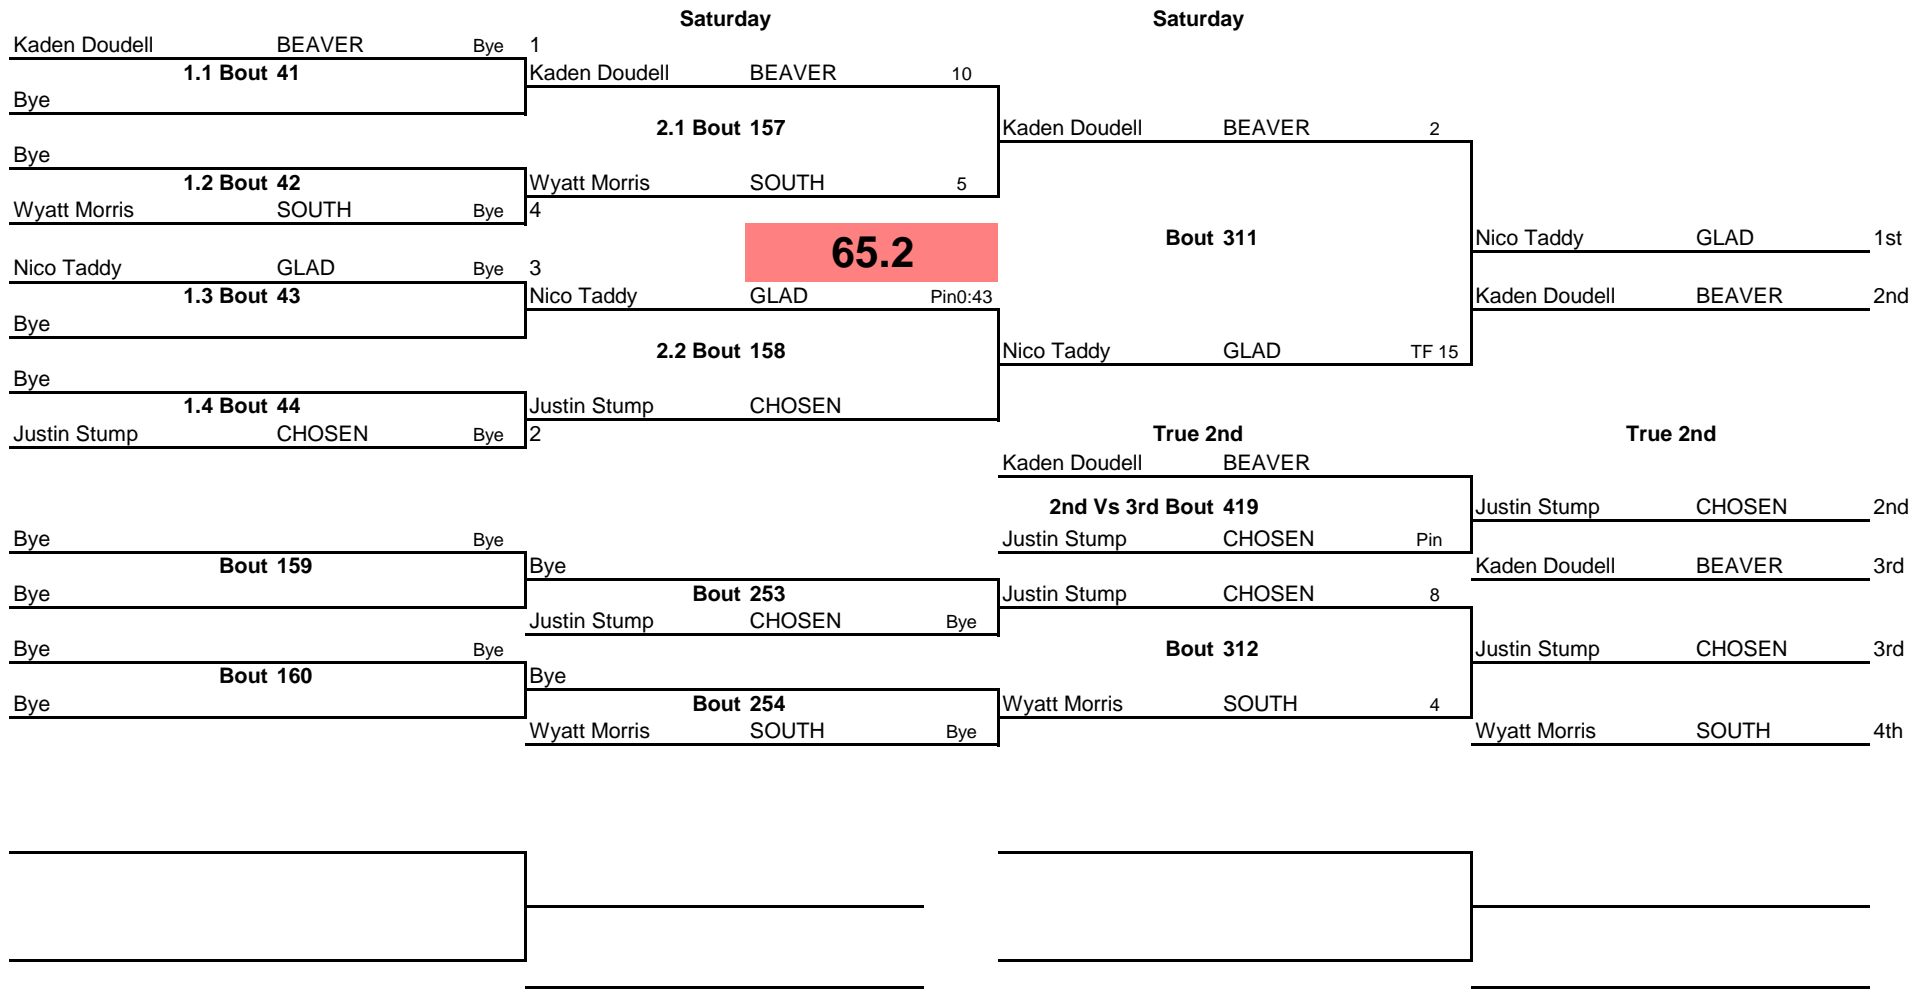 Saturday Saturday
Kaden Doudell BEAVER Bye 1
1.1 Bout 41 Kaden Doudell BEAVER 10
Bye
2.1 Bout 157 Kaden Doudell BEAVER 2
Bye
1.2 Bout 42 Wyatt Morris SOUTH 5
Wyatt Morris SOUTH Bye 4
65.2 Bout 311 Nico Taddy GLAD 1st
Nico Taddy GLAD Bye 3
1.3 Bout 43 Nico Taddy GLAD Pin0:43 Kaden Doudell BEAVER 2nd
Bye
2.2 Bout 158 Nico Taddy GLAD TF 15
Bye
1.4 Bout 44 Justin Stump CHOSEN
Justin Stump CHOSEN Bye 2 True 2nd True 2nd
Kaden Doudell BEAVER
2nd Vs 3rd Bout 419 Justin Stump CHOSEN 2nd
Bye Bye Justin Stump CHOSEN Pin
Bout 159 Bye Kaden Doudell BEAVER 3rd
Bye Bout 253 Justin Stump CHOSEN 8
Justin Stump CHOSEN Bye
Bye Bye Bout 312 Justin Stump CHOSEN 3rd
Bout 160 Bye
Bye Bout 254 Wyatt Morris SOUTH 4
Wyatt Morris SOUTH Bye Wyatt Morris SOUTH 4th